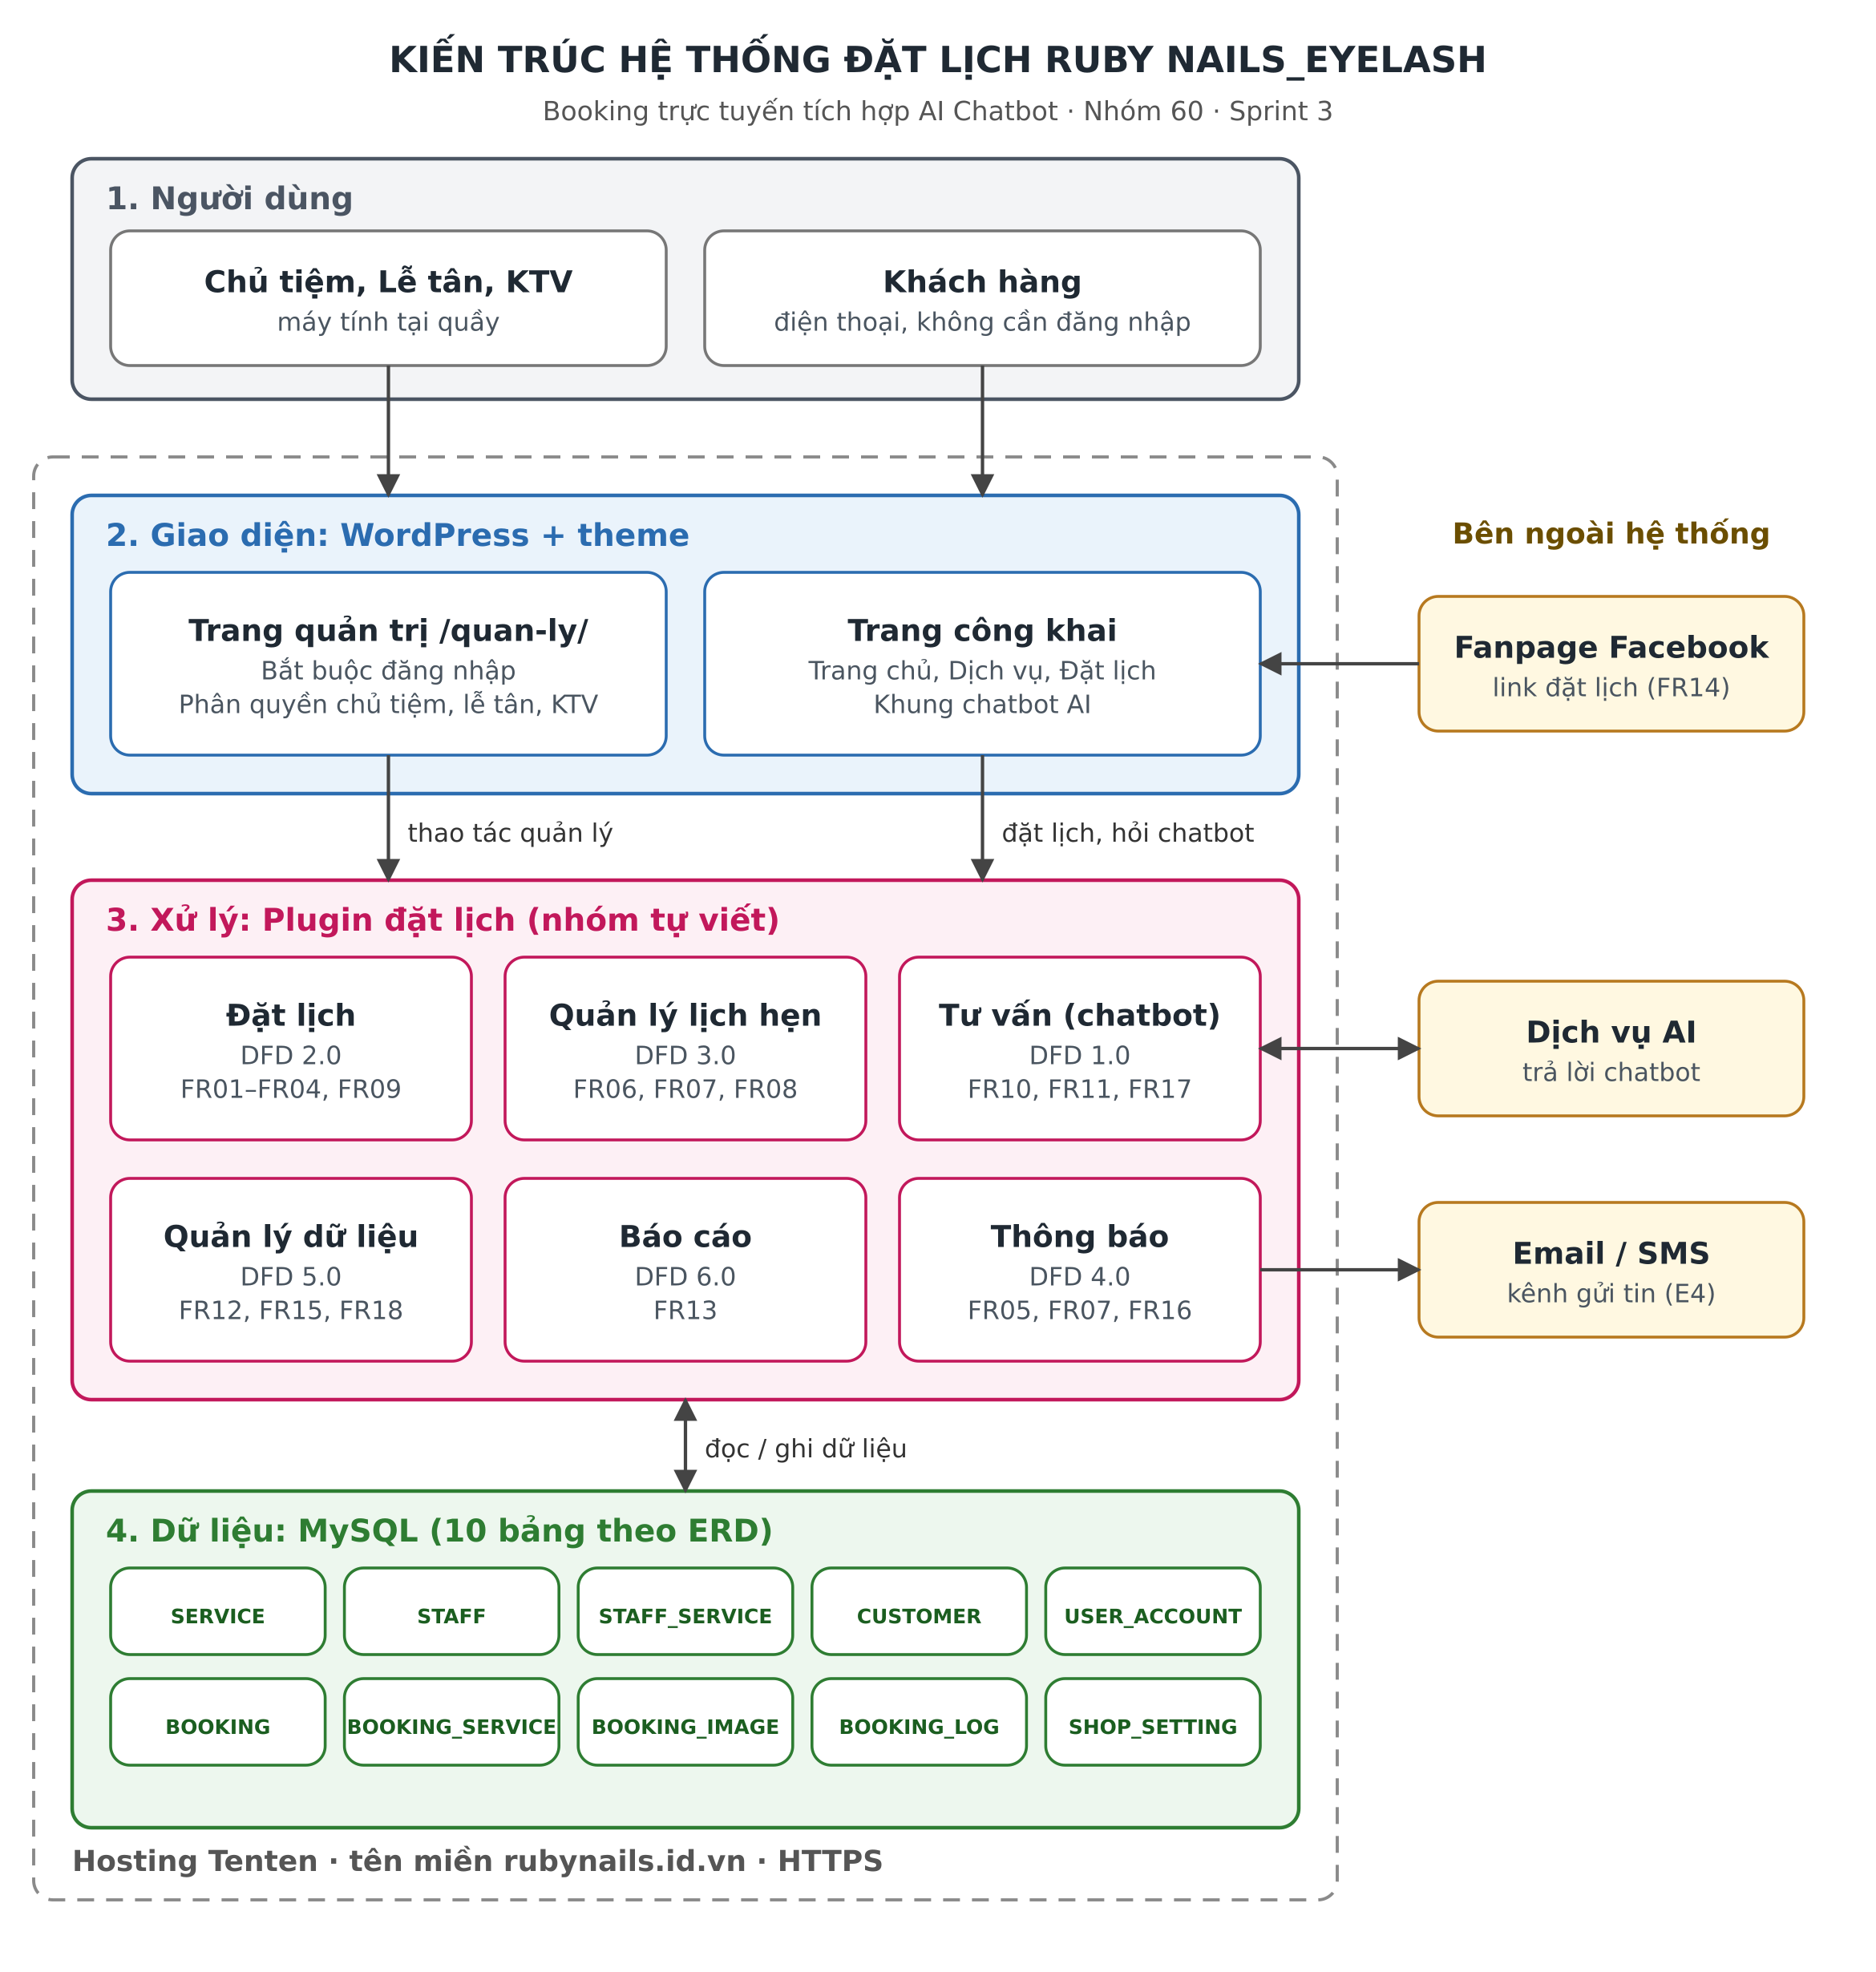 KIẾN TRÚC HỆ THỐNG ĐẶT LỊCH RUBY NAILS_EYELASH
Booking trực tuyến tích hợp AI Chatbot · Nhóm 60 · Sprint 3
1. Người dùng
Chủ tiệm, Lễ tân, KTV
máy tính tại quầy
Khách hàng
điện thoại, không cần đăng nhập
2. Giao diện: WordPress + theme
Trang quản trị /quan-ly/
Bắt buộc đăng nhập
Phân quyền chủ tiệm, lễ tân, KTV
Trang công khai
Trang chủ, Dịch vụ, Đặt lịch
Khung chatbot AI
Bên ngoài hệ thống
Fanpage Facebook
link đặt lịch (FR14)
thao tác quản lý
đặt lịch, hỏi chatbot
3. Xử lý: Plugin đặt lịch (nhóm tự viết)
Đặt lịch
DFD 2.0
FR01–FR04, FR09
Quản lý lịch hẹn
DFD 3.0
FR06, FR07, FR08
Tư vấn (chatbot)
DFD 1.0
FR10, FR11, FR17
Dịch vụ AI
trả lời chatbot
Quản lý dữ liệu
DFD 5.0
FR12, FR15, FR18
Báo cáo
DFD 6.0
FR13
Thông báo
DFD 4.0
FR05, FR07, FR16
Email / SMS
kênh gửi tin (E4)
đọc / ghi dữ liệu
4. Dữ liệu: MySQL (10 bảng theo ERD)
SERVICE
STAFF
STAFF_SERVICE
CUSTOMER
USER_ACCOUNT
BOOKING
BOOKING_SERVICE
BOOKING_IMAGE
BOOKING_LOG
SHOP_SETTING
Hosting Tenten · tên miền rubynails.id.vn · HTTPS